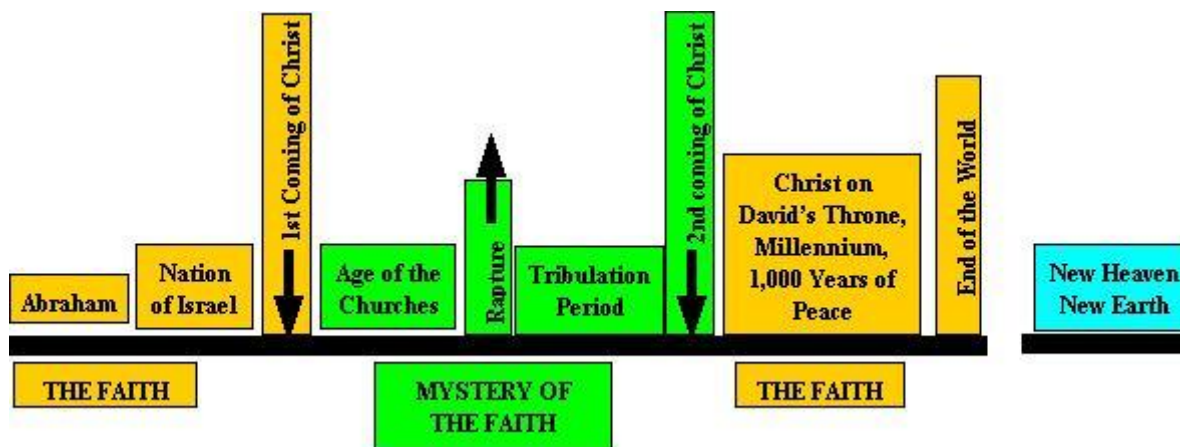 Abraham
Nation
of Israel
1st Coming of Christ
Age of the
Churches
Rapture
Tribulation
Period
2nd coming of Christ
Christ on
David's Throne,
Millennium,
1,000 Years of
Peace
End of the World
New Heaven
New Earth
THE FAITH
MYSTERY OF
THE FAITH
THE FAITH